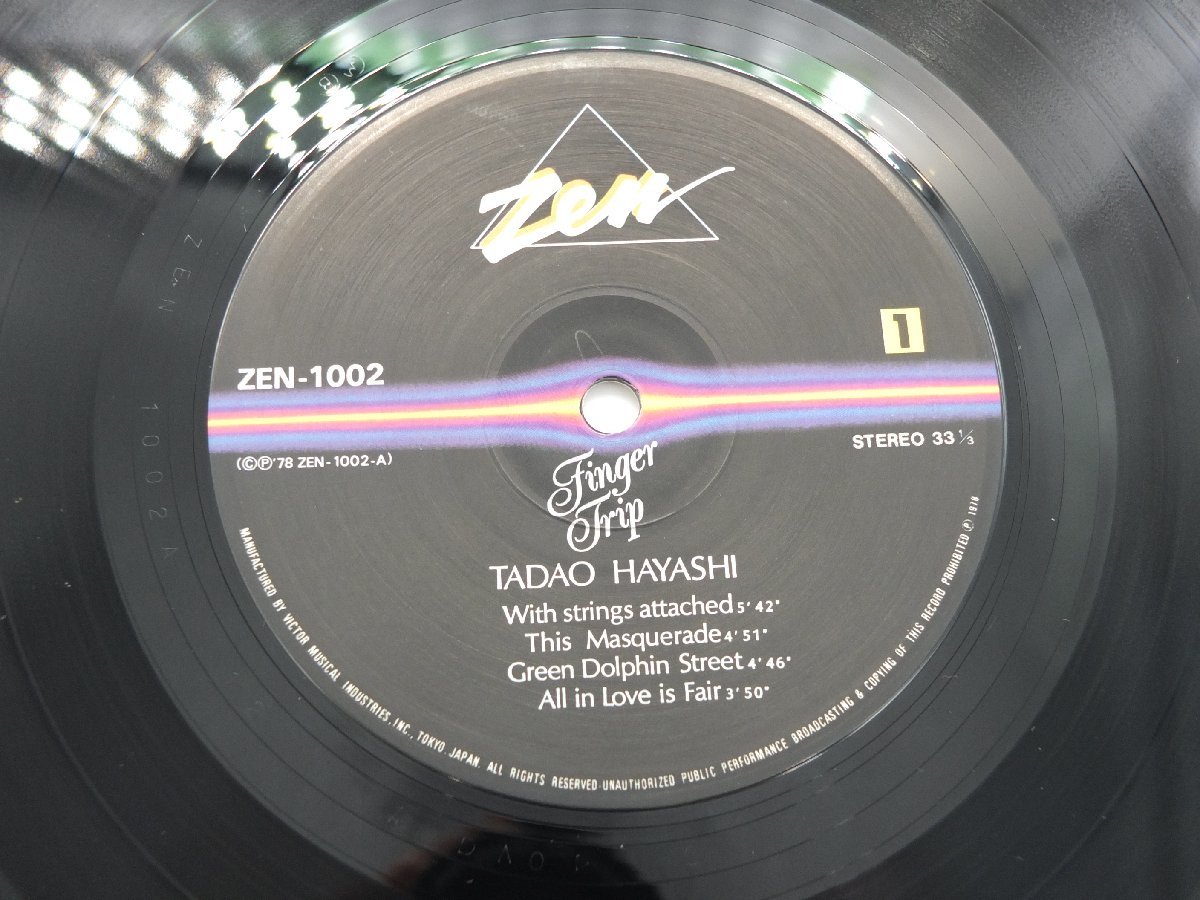 Zen
1
ZEN-1002
STEREO 33 1/3
(ⒸⓅ'78 ZEN-1002-A)
Finger
Trip
TADAO HAYASHI
With strings attached 5'42"
This Masquerade 4'51"
Green Dolphin Street 4'46"
All in Love is Fair 3'50"
MANUFACTURED BY VICTOR MUSICAL INDUSTRIES, INC., TOKYO. JAPAN. ALL RIGHTS RESERVED·UNAUTHORIZED PUBLIC PERFORMANCE BROADCASTING & COPYING OF THIS RECORD PROHIBITED Ⓟ 1978
ZEN 1002 A